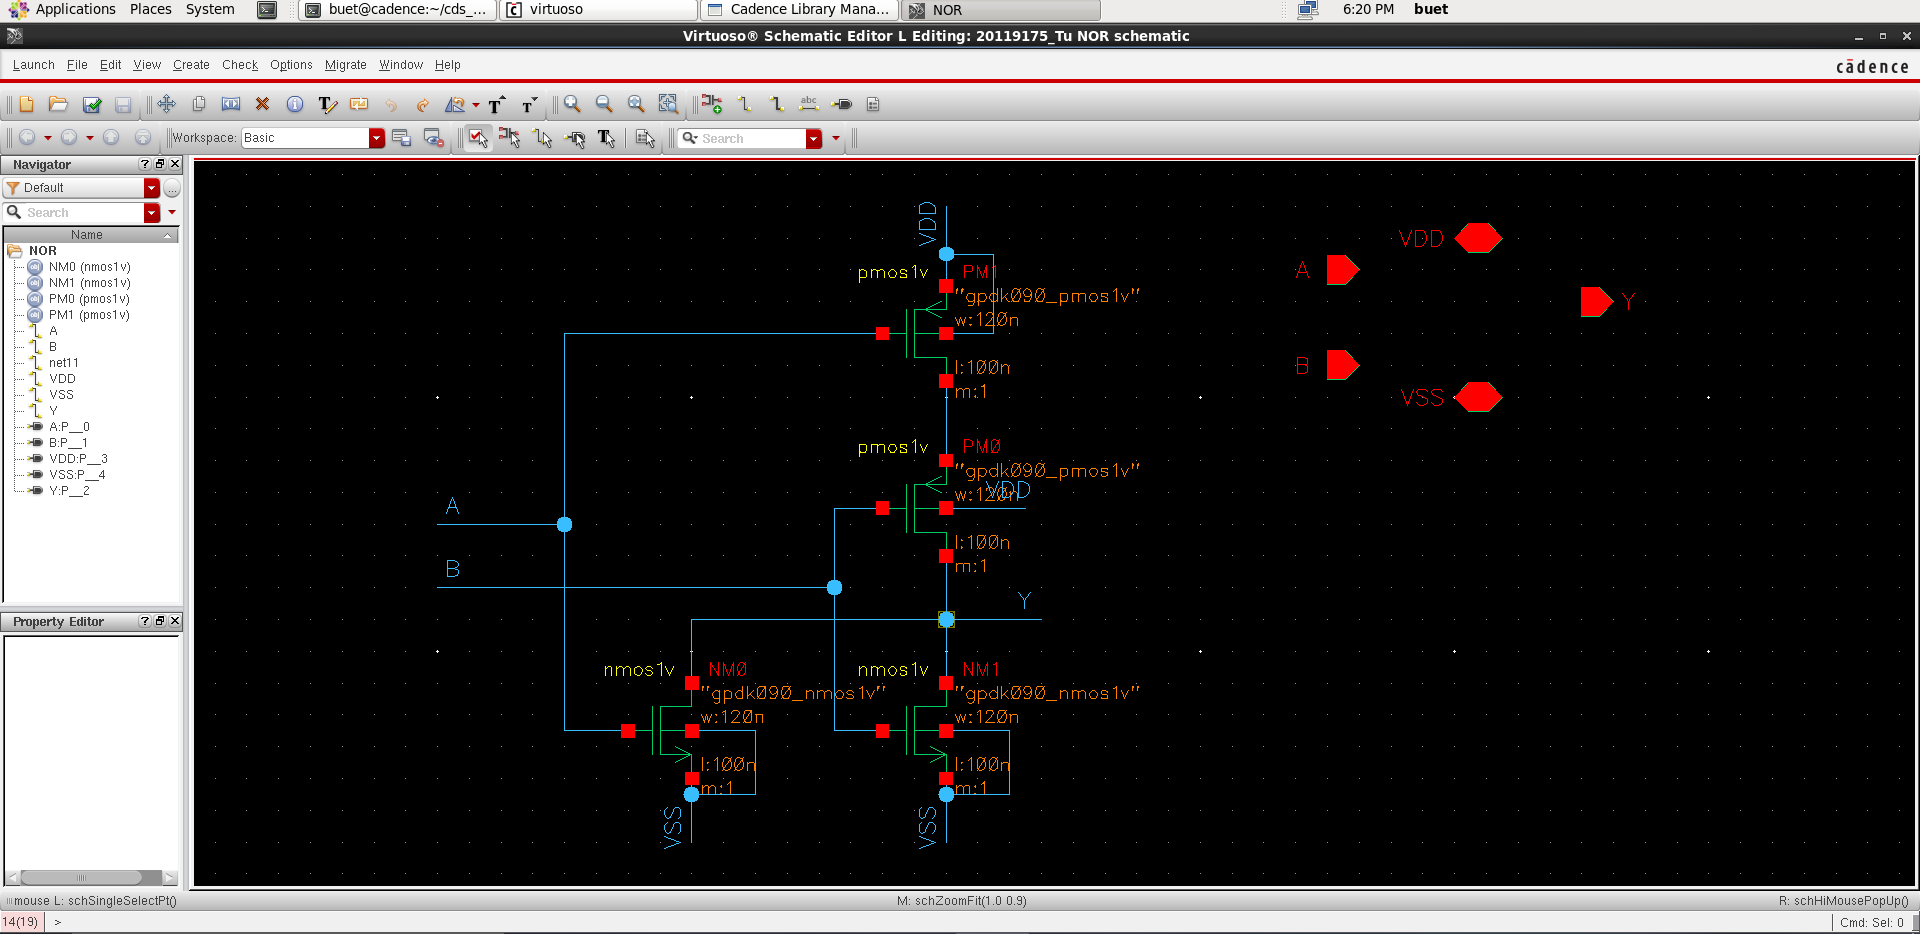 Applications Places System buet@cadence:~/cds_... virtuoso Cadence Library Mana... NOR 6:20 PM buet
Virtuoso® Schematic Editor L Editing: 20119175_Tu NOR schematic
Launch File Edit View Create Check Options Migrate Window Help cādence
Workspace: Basic Search
Navigator
Default
Search
Name
NOR
NM0 (nmos1v)
NM1 (nmos1v)
PM0 (pmos1v)
PM1 (pmos1v)
A
B
net11
VDD
VSS
Y
A:P__0
B:P__1
VDD:P__3
VSS:P__4
Y:P__2
Property Editor
VDD
pmos1v PM1
"gpdk090_pmos1v"
w:120n
l:100n
m:1
pmos1v PM0
"gpdk090_pmos1v"
w:120n
VDD
l:100n
m:1
A
B
Y
nmos1v NM0
"gpdk090_nmos1v"
w:120n
l:100n
m:1
VSS
nmos1v NM1
"gpdk090_nmos1v"
w:120n
l:100n
m:1
VSS
VDD
A
Y
B
VSS
mouse L: schSingleSelectPt() M: schZoomFit(1.0 0.9) R: schHiMousePopUp()
14(19) > Cmd: Sel: 0